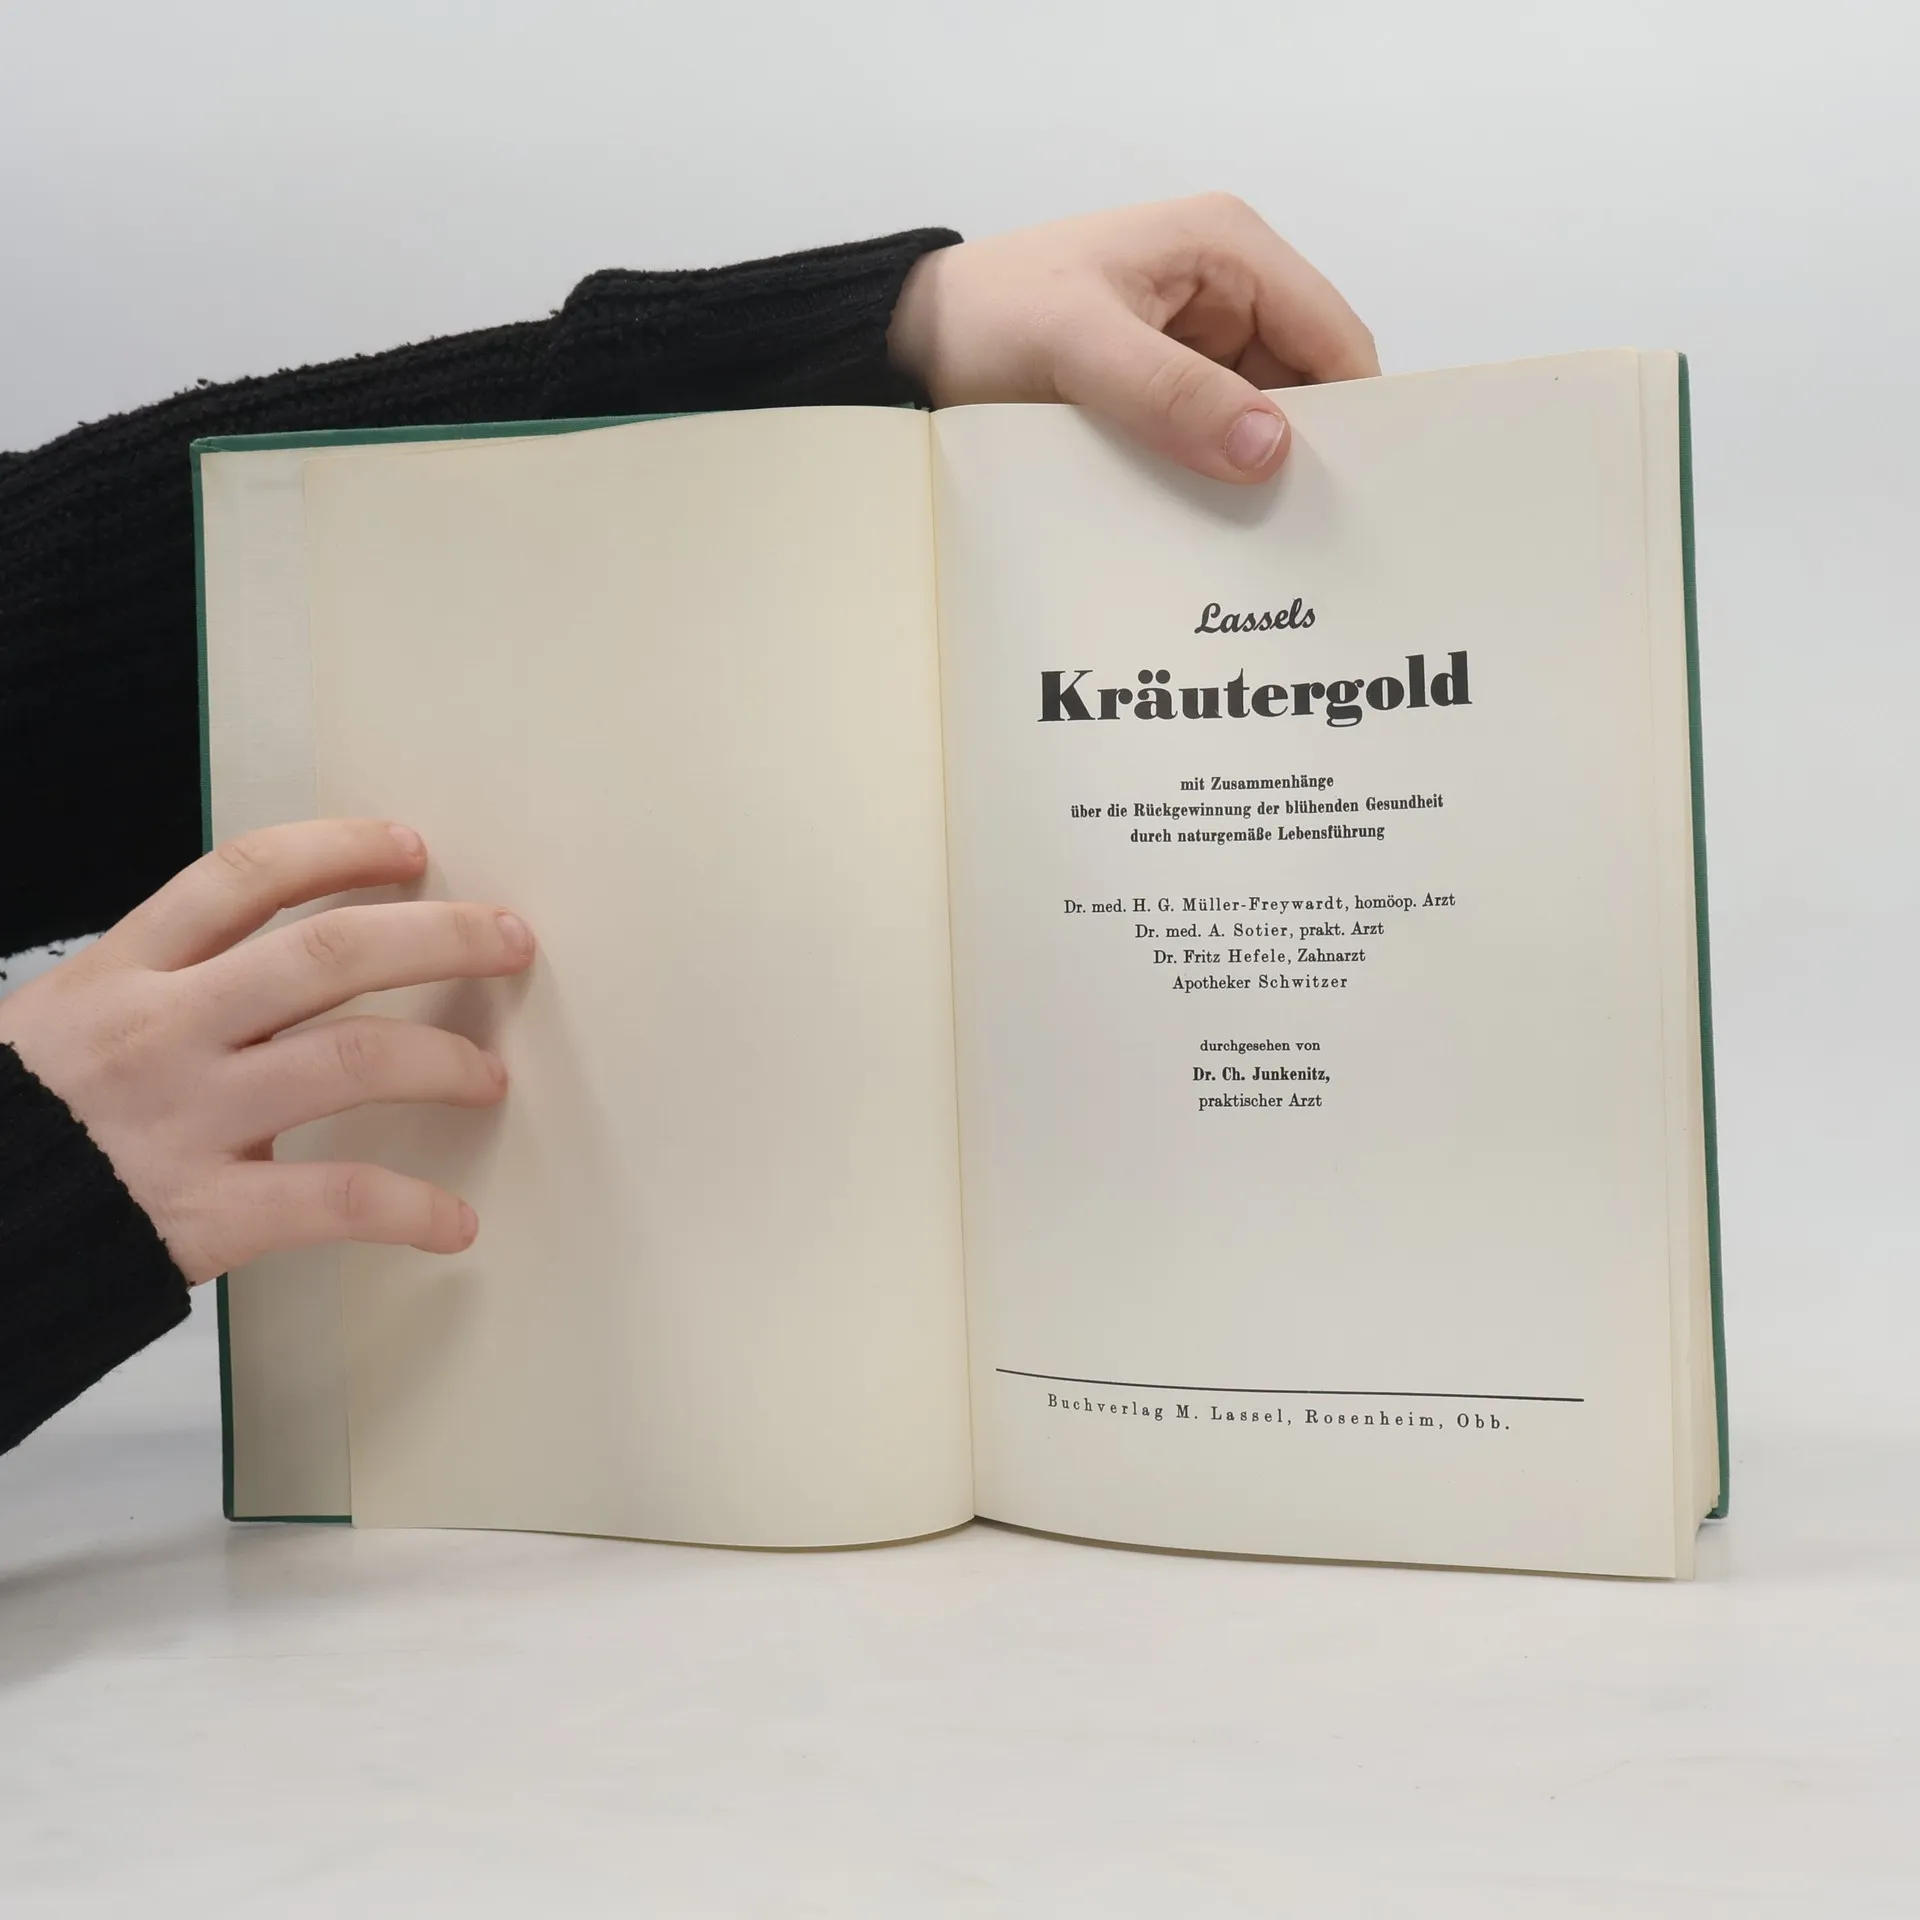 Lassels
Kräutergold
mit Zusammenhänge
über die Rückgewinnung der blühenden Gesundheit
durch naturgemäße Lebensführung
Dr. med. H. G. Müller-Freywardt, homöop. Arzt
Dr. med. A. Sotier, prakt. Arzt
Dr. Fritz Hefele, Zahnarzt
Apotheker Schwitzer
durchgesehen von
Dr. Ch. Junkenitz,
praktischer Arzt
Buchverlag M. Lassel, Rosenheim, Obb.